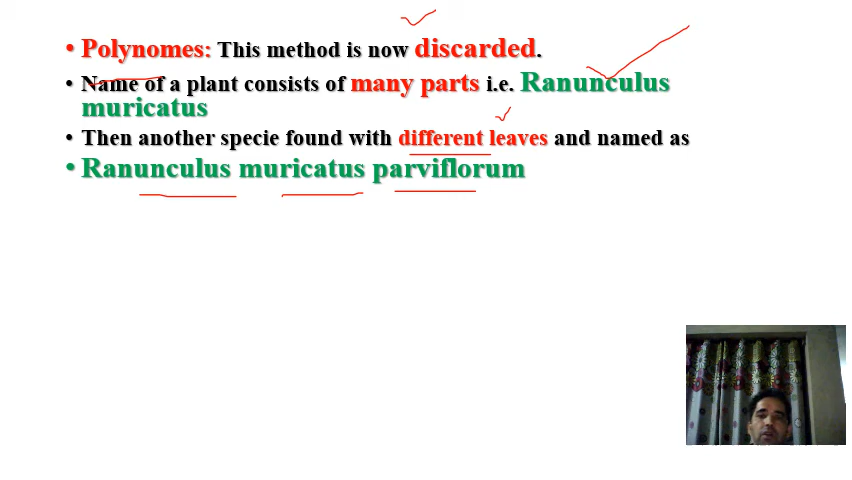 • Polynomes: This method is now discarded.
• Name of a plant consists of many parts i.e. Ranunculus
muricatus
• Then another specie found with different leaves and named as
• Ranunculus muricatus parviflorum